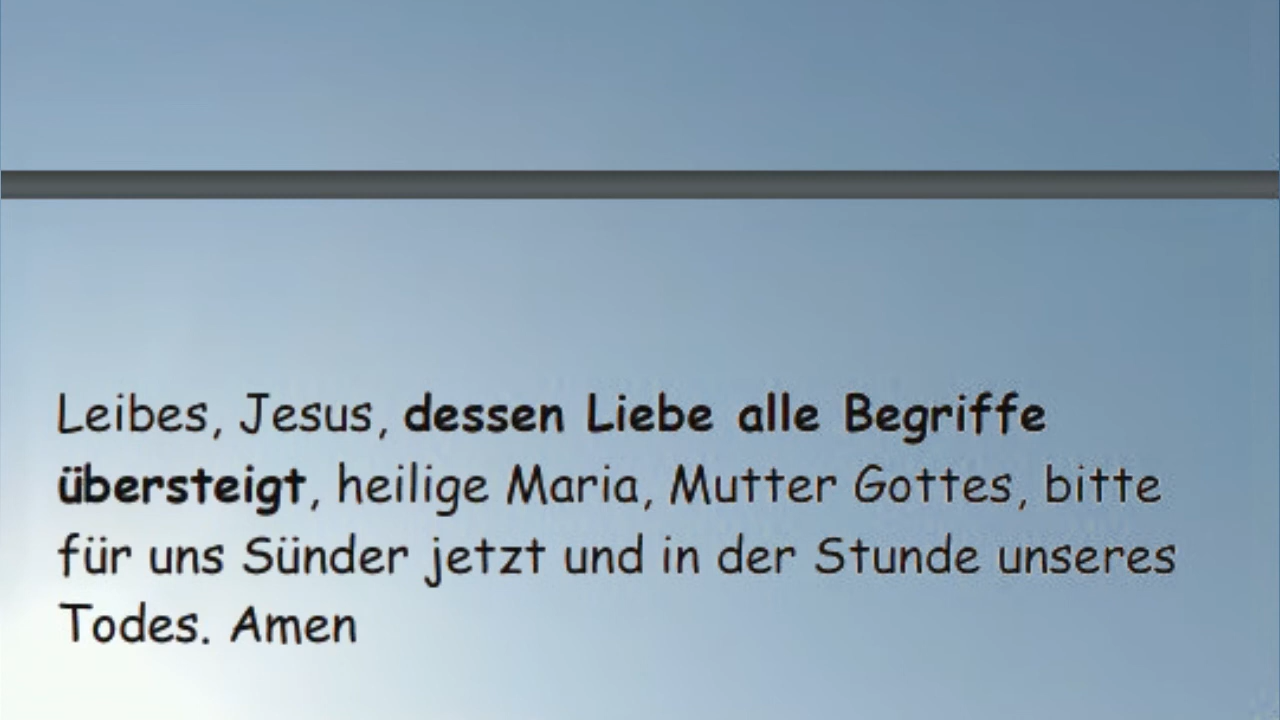 Leibes, Jesus, dessen Liebe alle Begriffe
übersteigt, heilige Maria, Mutter Gottes, bitte
für uns Sünder jetzt und in der Stunde unseres
Todes. Amen